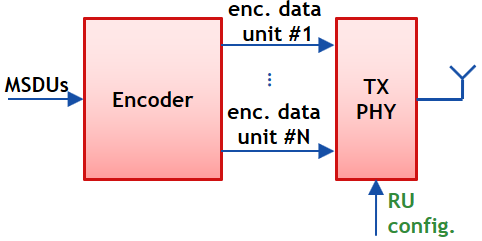 MSDUs
Encoder
enc. data
unit #1
...
enc. data
unit #N
TX
PHY
RU
config.